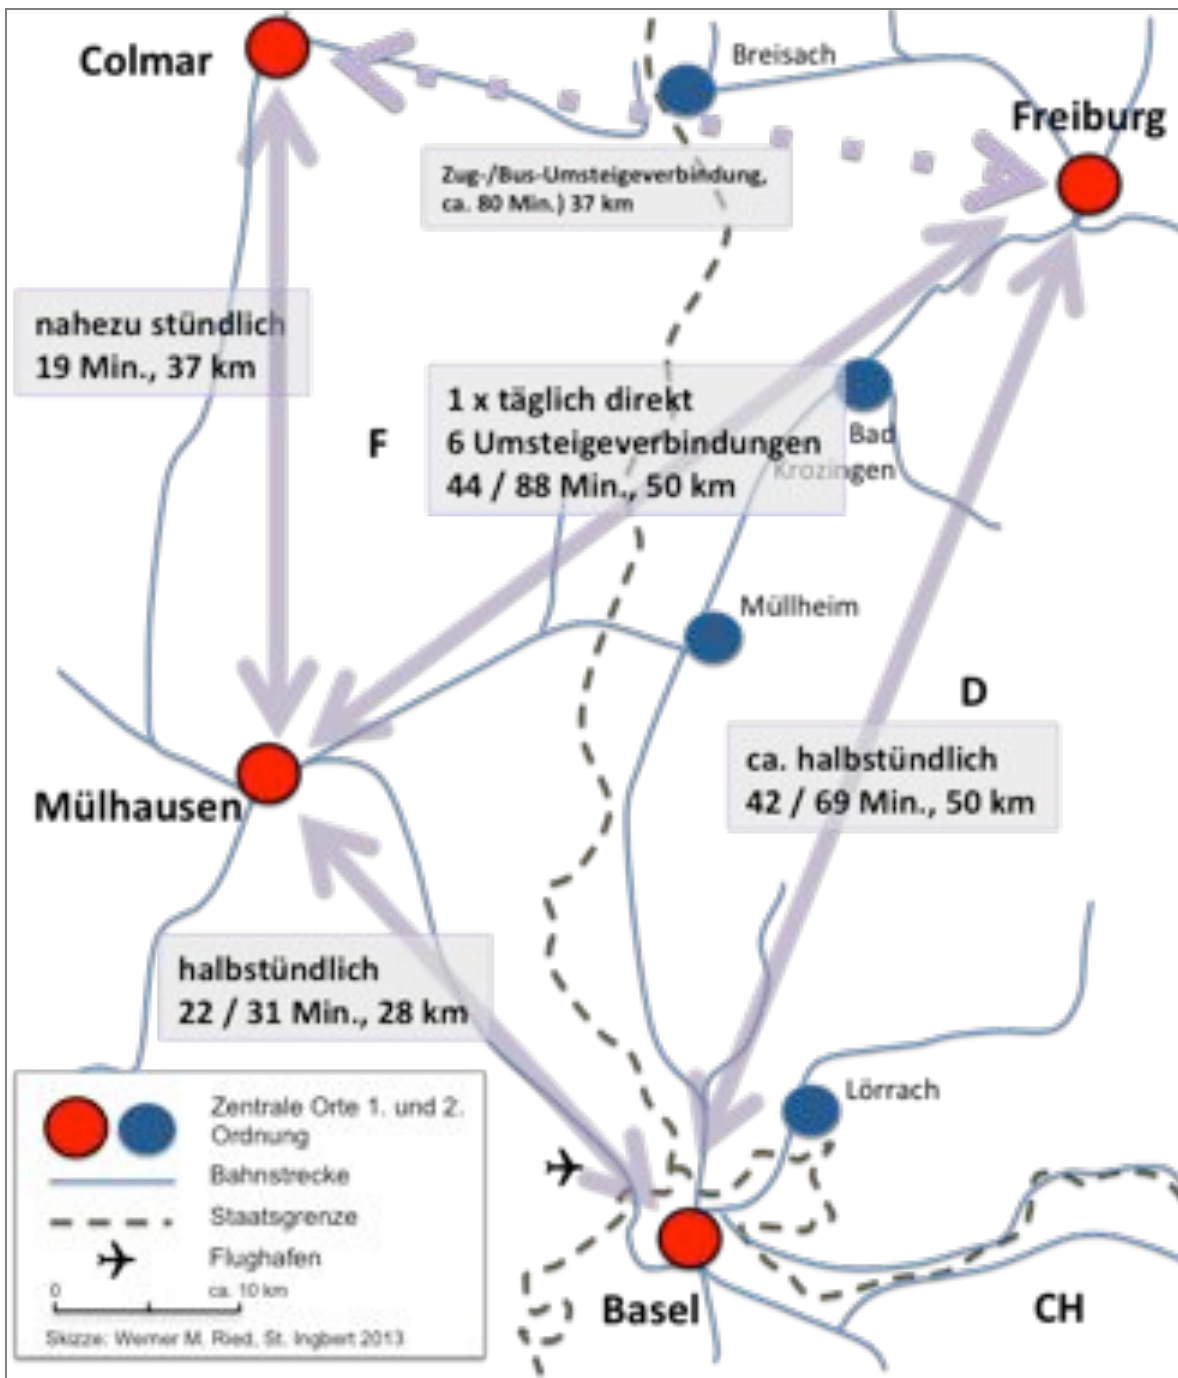 Colmar
Breisach
Freiburg
Zug-/Bus-Umsteigeverbindung,
ca. 80 Min.) 37 km
nahezu stündlich
19 Min., 37 km
1 x täglich direkt
6 Umsteigeverbindungen
44 / 88 Min., 50 km
F
Bad
Krozingen
Müllheim
D
ca. halbstündlich
42 / 69 Min., 50 km
Mülhausen
halbstündlich
22 / 31 Min., 28 km
Lörrach
Basel
CH
Zentrale Orte 1. und 2.
Ordnung
Bahnstrecke
Staatsgrenze
Flughafen
0 ca. 10 km
Skizze: Werner M. Ried, St. Ingbert 2013